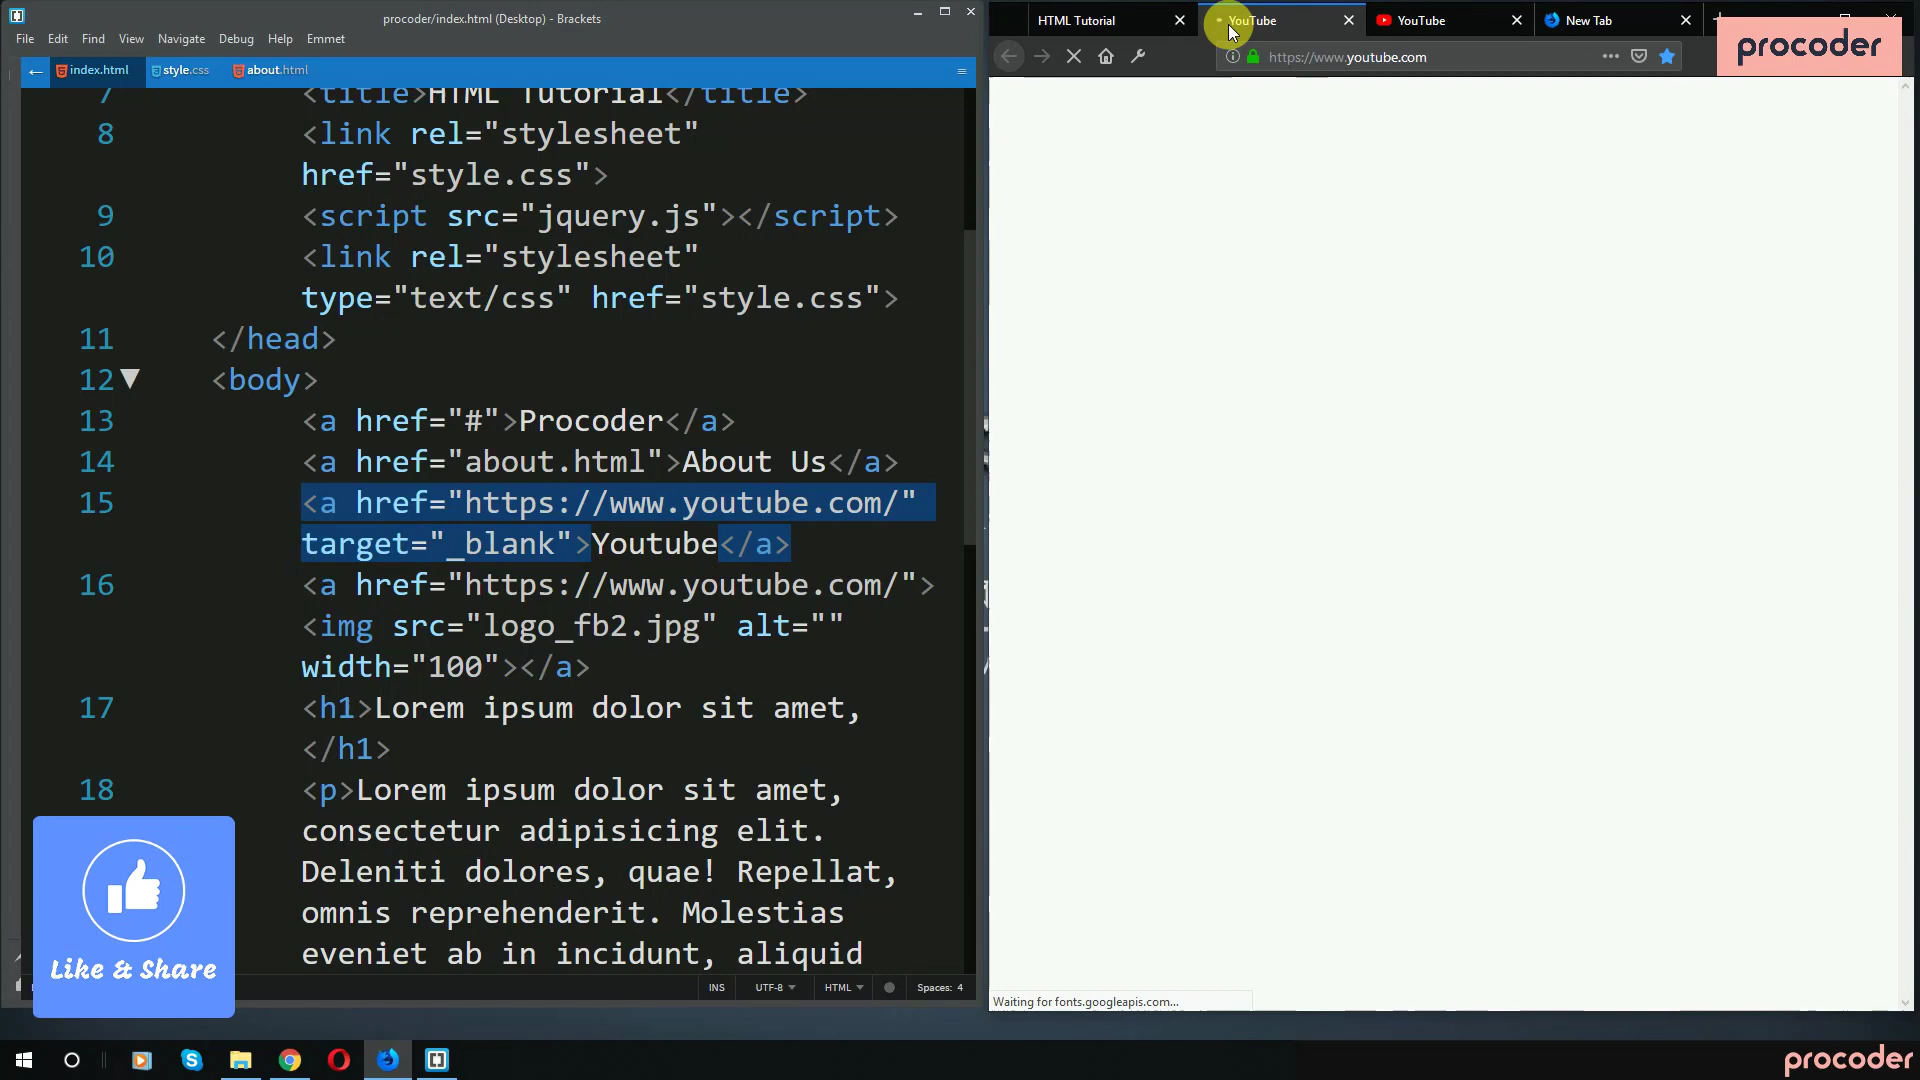 procoder/index.html (Desktop) - Brackets
File Edit Find View Navigate Debug Help Emmet
index.html style.css about.html
7 <title>HTML Tutorial</title>
8 <link rel="stylesheet"
href="style.css">
9 <script src="jquery.js"></script>
10 <link rel="stylesheet"
type="text/css" href="style.css">
11 </head>
12 <body>
13 <a href="#">Procoder</a>
14 <a href="about.html">About Us</a>
15 <a href="https://www.youtube.com/"
target="_blank">Youtube</a>
16 <a href="https://www.youtube.com/">
<img src="logo_fb2.jpg" alt=""
width="100"></a>
17 <h1>Lorem ipsum dolor sit amet,
</h1>
18 <p>Lorem ipsum dolor sit amet,
consectetur adipisicing elit.
Deleniti dolores, quae! Repellat,
omnis reprehenderit. Molestias
eveniet ab in incidunt, aliquid
Like & Share
INS UTF-8 HTML Spaces: 4
HTML Tutorial YouTube YouTube New Tab
https://www.youtube.com
procoder
Waiting for fonts.googleapis.com...
procoder